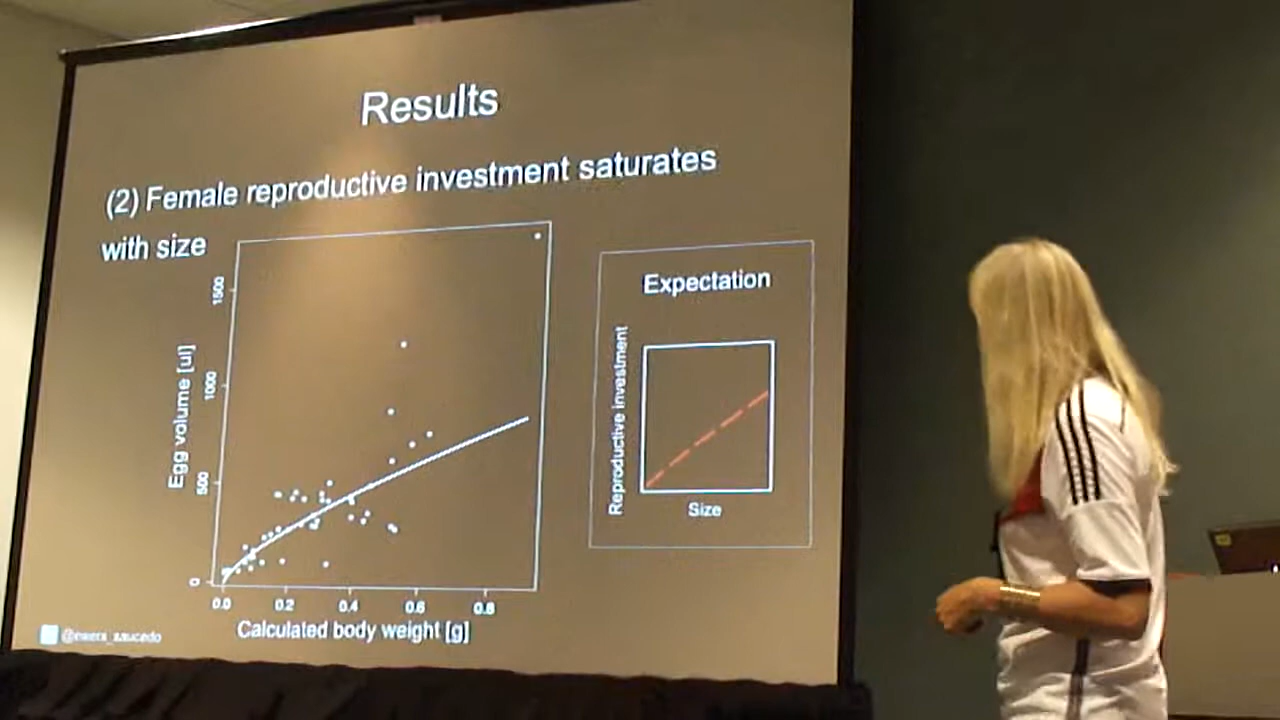 Results
(2) Female reproductive investment saturates
with size
Egg volume [ul]
0
500
1000
1500
0.0 0.2 0.4 0.6 0.8
Calculated body weight [g]
Expectation
Reproductive investment
Size
@ewers_saucedo